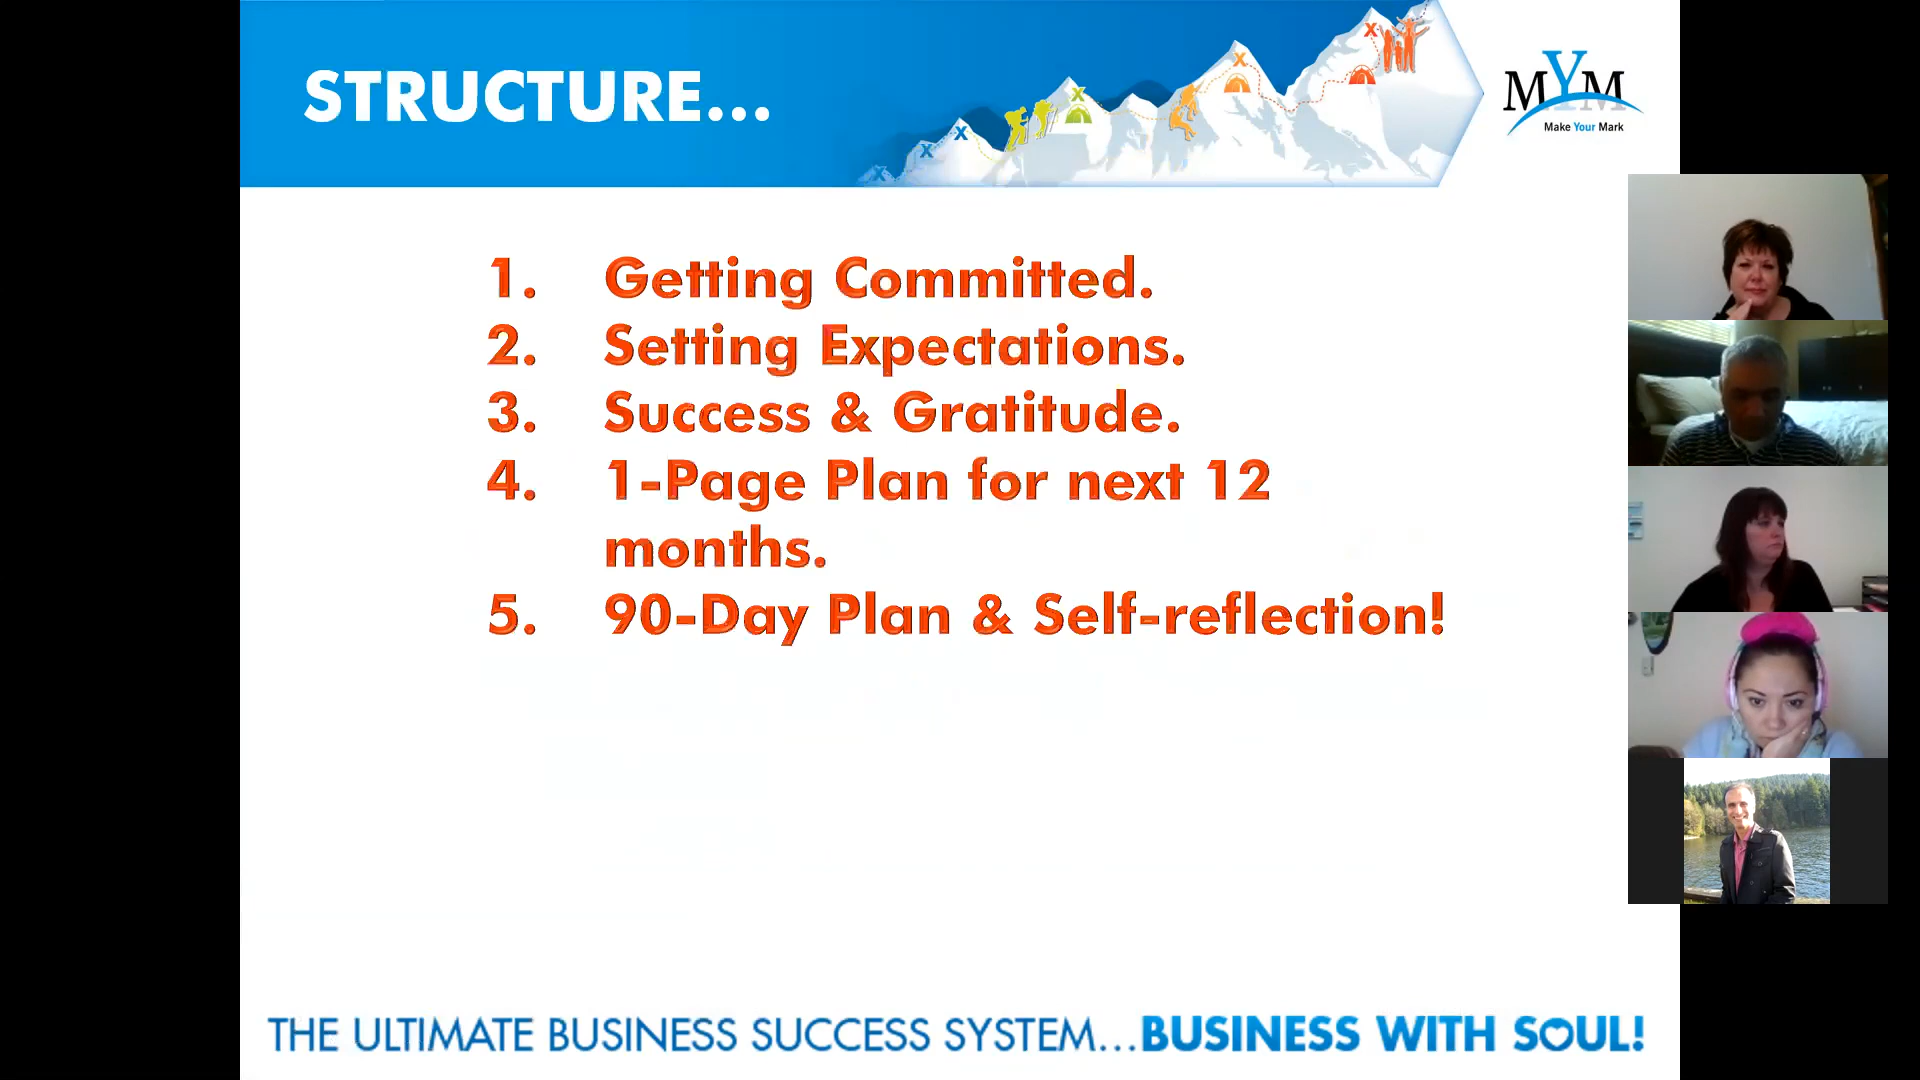 STRUCTURE...
MYM
Make Your Mark
1. Getting Committed.
2. Setting Expectations.
3. Success & Gratitude.
4. 1-Page Plan for next 12
months.
5. 90-Day Plan & Self-reflection!
THE ULTIMATE BUSINESS SUCCESS SYSTEM...BUSINESS WITH SOUL!